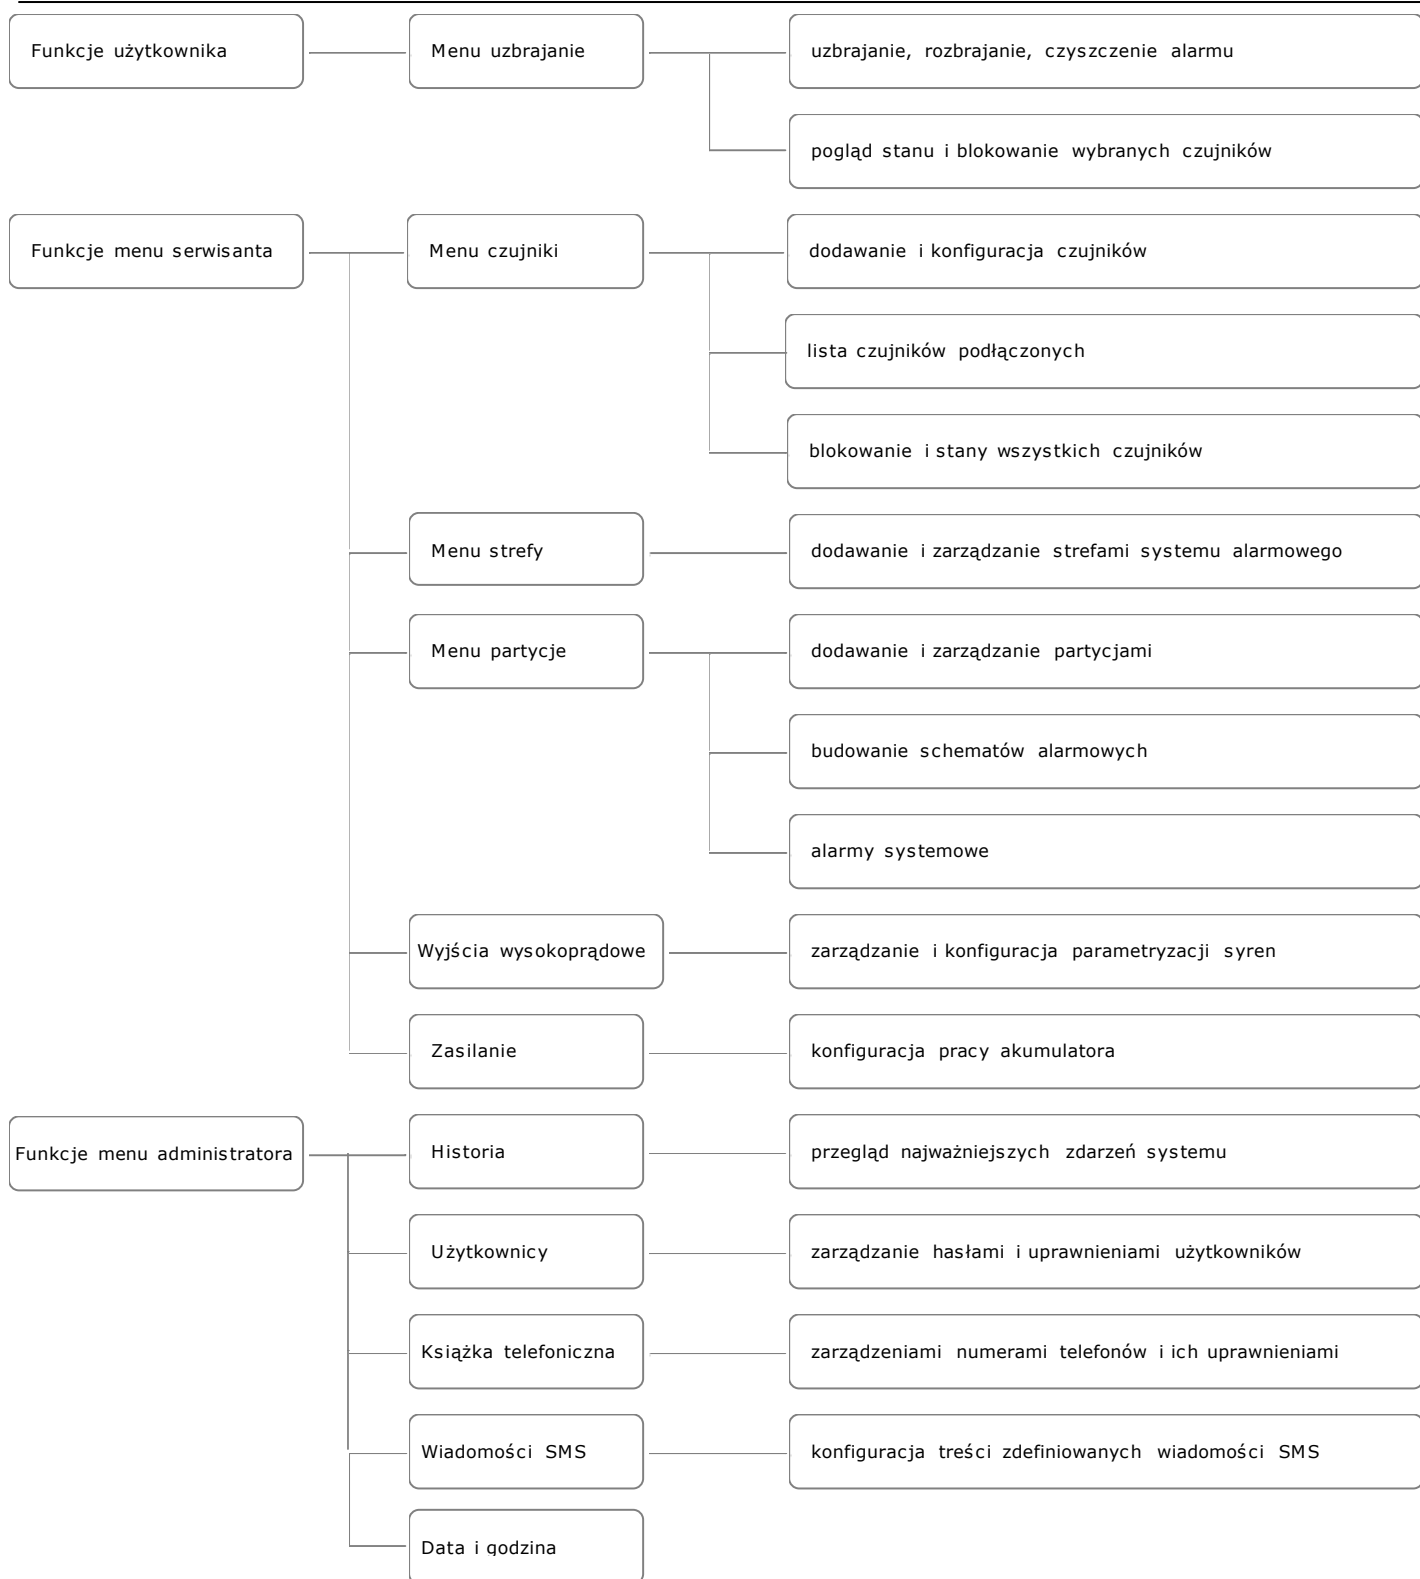 Funkcje użytkownika
Menu uzbrajanie
uzbrajanie, rozbrajanie, czyszczenie alarmu
pogląd stanu i blokowanie wybranych czujników
Funkcje menu serwisanta
Menu czujniki
dodawanie i konfiguracja czujników
lista czujników podłączonych
blokowanie i stany wszystkich czujników
Menu strefy
dodawanie i zarządzanie strefami systemu alarmowego
Menu partycje
dodawanie i zarządzanie partycjami
budowanie schematów alarmowych
alarmy systemowe
Wyjścia wysokoprądowe
zarządzanie i konfiguracja parametryzacji syren
Zasilanie
konfiguracja pracy akumulatora
Funkcje menu administratora
Historia
przegląd najważniejszych zdarzeń systemu
Użytkownicy
zarządzanie hasłami i uprawnieniami użytkowników
Książka telefoniczna
zarządzeniami numerami telefonów i ich uprawnieniami
Wiadomości SMS
konfiguracja treści zdefiniowanych wiadomości SMS
Data i godzina